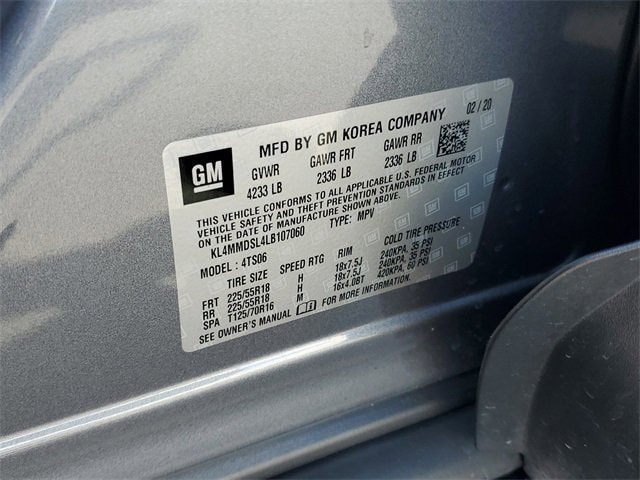 GM
MFD BY GM KOREA COMPANY 02 / 20
GVWR GAWR FRT GAWR RR
4233 LB 2336 LB 2336 LB
THIS VEHICLE CONFORMS TO ALL APPLICABLE U.S. FEDERAL MOTOR
VEHICLE SAFETY AND THEFT PREVENTION STANDARDS IN EFFECT
ON THE DATE OF MANUFACTURE SHOWN ABOVE.
KL4MMDSL4LB107060 TYPE: MPV
MODEL : 4TS06
TIRE SIZE SPEED RTG RIM COLD TIRE PRESSURE
FRT 225/55R18 H 18x7.5J 240KPA, 35 PSI
RR 225/55R18 H 18x7.5J 240KPA, 35 PSI
SPA T125/70R16 M 16x4.0BT 420KPA, 60 PSI
SEE OWNER'S MANUAL FOR MORE INFORMATION.